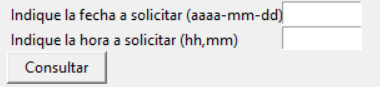 Indique la fecha a solicitar (aaaa-mm-dd)
Indique la hora a solicitar (hh,mm)
Consultar